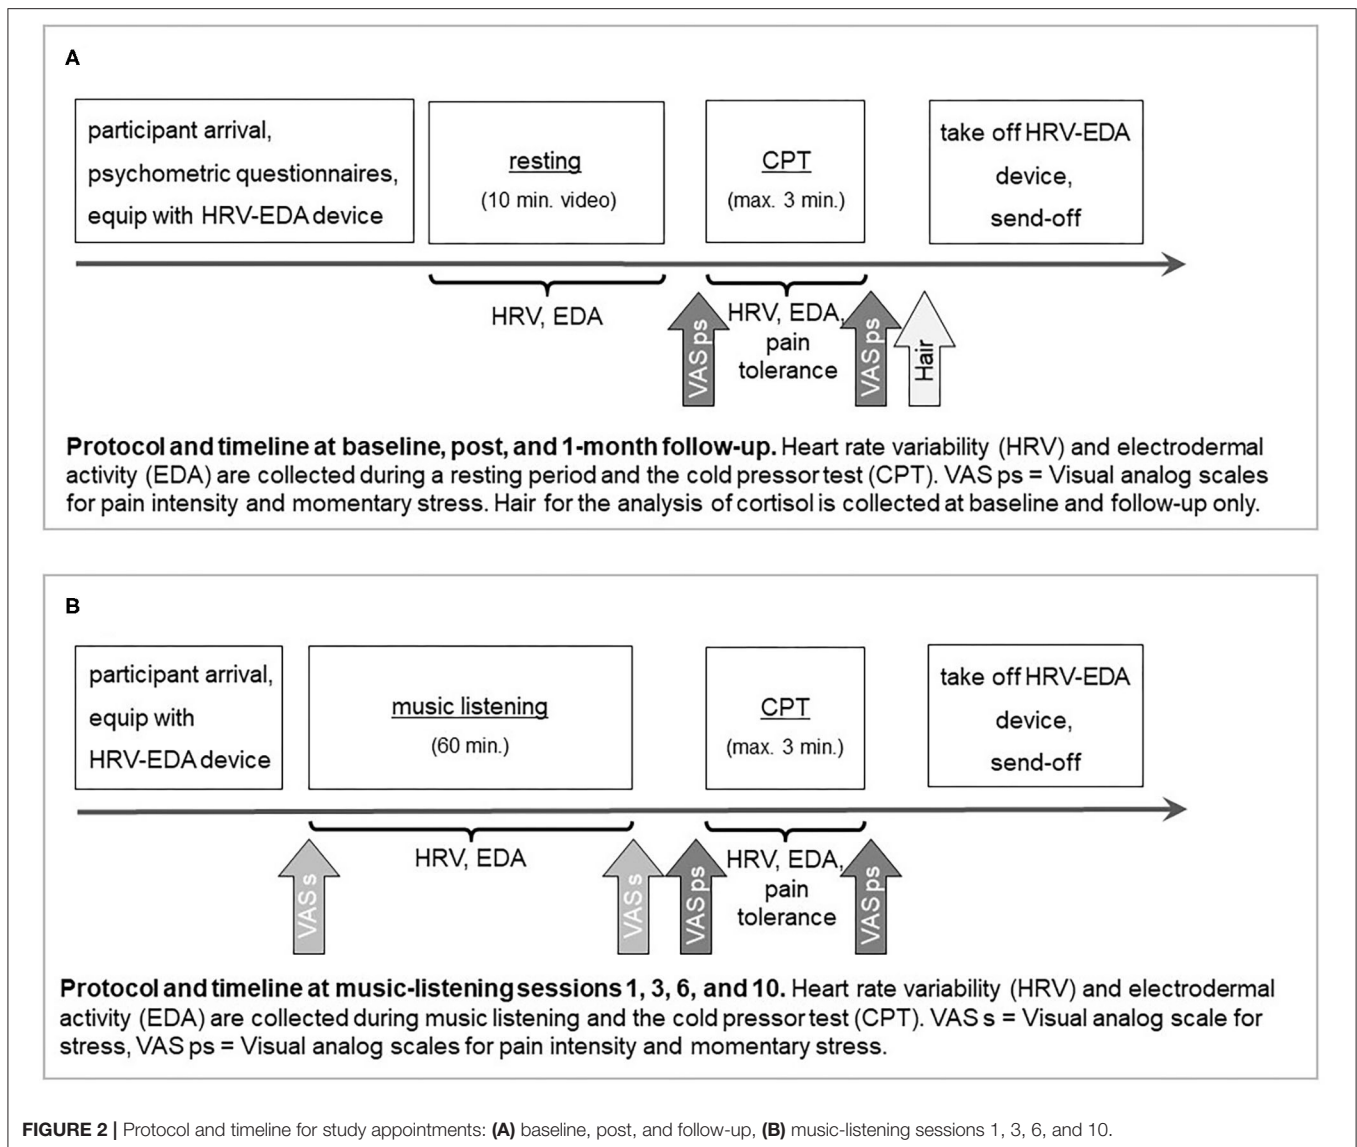 A
participant arrival,
psychometric questionnaires,
equip with HRV-EDA device
resting
(10 min. video)
CPT
(max. 3 min.)
take off HRV-EDA
device,
send-off
HRV, EDA
VAS ps
HRV, EDA,
pain
tolerance
VAS ps
Hair
Protocol and timeline at baseline, post, and 1-month follow-up. Heart rate variability (HRV) and electrodermal
activity (EDA) are collected during a resting period and the cold pressor test (CPT). VAS ps = Visual analog scales
for pain intensity and momentary stress. Hair for the analysis of cortisol is collected at baseline and follow-up only.
B
participant arrival,
equip with
HRV-EDA device
music listening
(60 min.)
CPT
(max. 3 min.)
take off HRV-EDA
device,
send-off
VAS s
HRV, EDA
VAS s
VAS ps
HRV, EDA,
pain
tolerance
VAS ps
Protocol and timeline at music-listening sessions 1, 3, 6, and 10. Heart rate variability (HRV) and electrodermal
activity (EDA) are collected during music listening and the cold pressor test (CPT). VAS s = Visual analog scale for
stress, VAS ps = Visual analog scales for pain intensity and momentary stress.
FIGURE 2 | Protocol and timeline for study appointments: (A) baseline, post, and follow-up, (B) music-listening sessions 1, 3, 6, and 10.